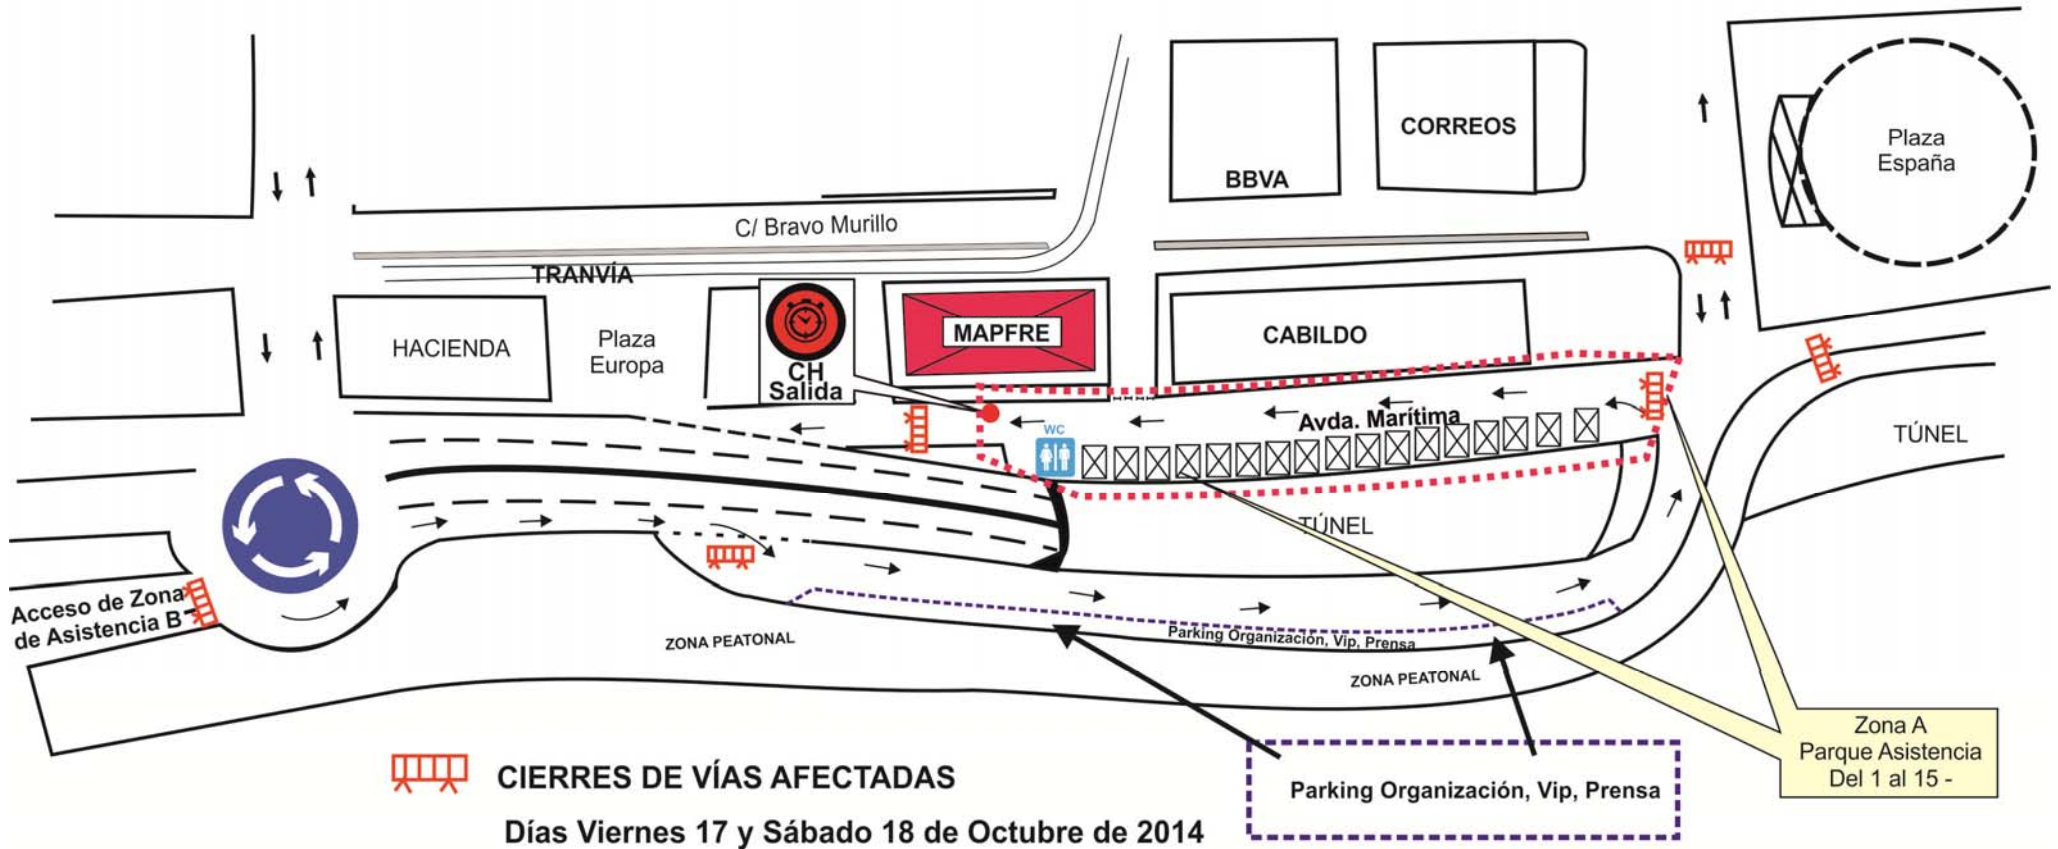 CORREOS
Plaza
España
BBVA
C/ Bravo Murillo
TRANVÍA
HACIENDA
Plaza
Europa
CH
Salida
MAPFRE
CABILDO
Avda. Marítima
WC
TÚNEL
TÚNEL
Acceso de Zona
de Asistencia B
ZONA PEATONAL
Parking Organización, Vip, Prensa
ZONA PEATONAL
Zona A
Parque Asistencia
Del 1 al 15 -
CIERRES DE VÍAS AFECTADAS
Parking Organización, Vip, Prensa
Días Viernes 17 y Sábado 18 de Octubre de 2014